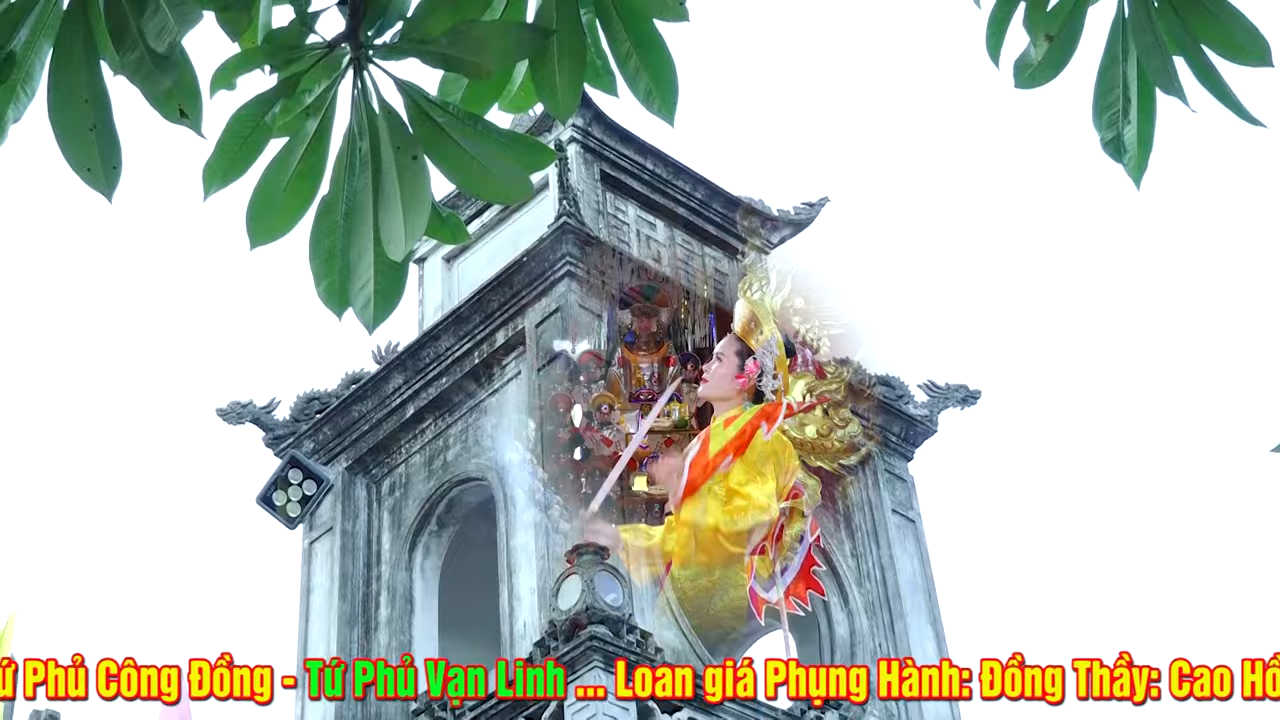 Phủ Công Đồng - Tứ Phủ Vạn Linh ... Loan giá Phụng Hành: Đồng Thầy: Cao